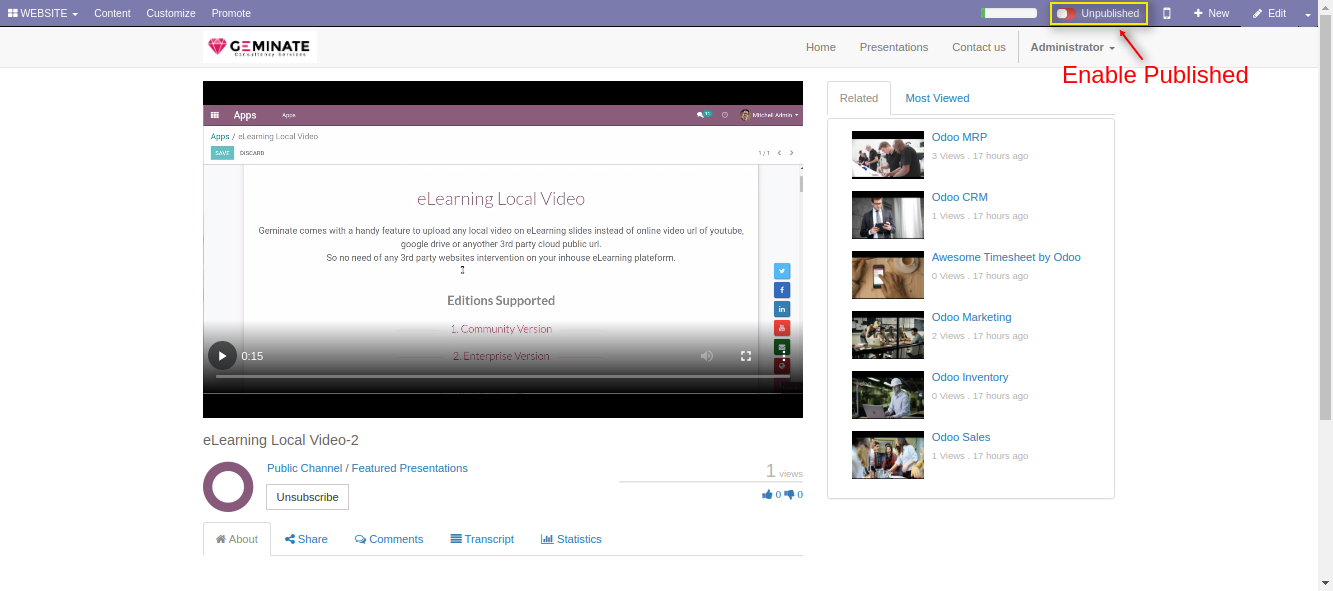 WEBSITE Content Customize Promote Unpublished New Edit
GEMINATE
Consultancy Services
Home Presentations Contact us Administrator
Enable Published
Apps Apps 11 Mitchell Admin
Apps / eLearning Local Video
SAVE DISCARD 1 / 1
eLearning Local Video
Geminate comes with a handy feature to upload any local video on eLearning slides instead of online video url of youtube,
google drive or anyother 3rd party cloud public url.
So no need of any 3rd party websites intervention on your inhouse eLearning plateform.
Editions Supported
1. Community Version
2. Enterprise Version
0:15
eLearning Local Video-2
Public Channel / Featured Presentations
Unsubscribe
1 views
0 0
About Share Comments Transcript Statistics
Related Most Viewed
Odoo MRP
3 Views . 17 hours ago
Odoo CRM
1 Views . 17 hours ago
Awesome Timesheet by Odoo
0 Views . 17 hours ago
Odoo Marketing
2 Views . 17 hours ago
Odoo Inventory
0 Views . 17 hours ago
Odoo Sales
1 Views . 17 hours ago